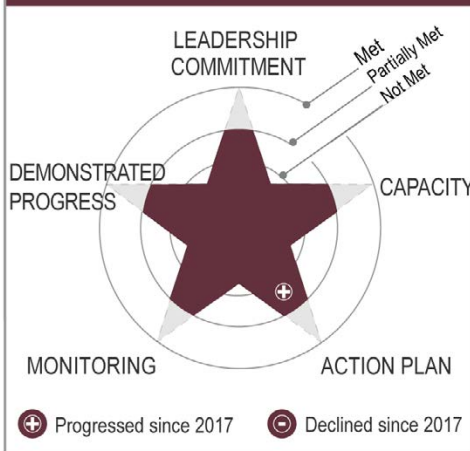 LEADERSHIP
COMMITMENT
Met
Partially Met
Not Met
DEMONSTRATED
PROGRESS
CAPACITY
MONITORING
ACTION PLAN
Progressed since 2017
Declined since 2017